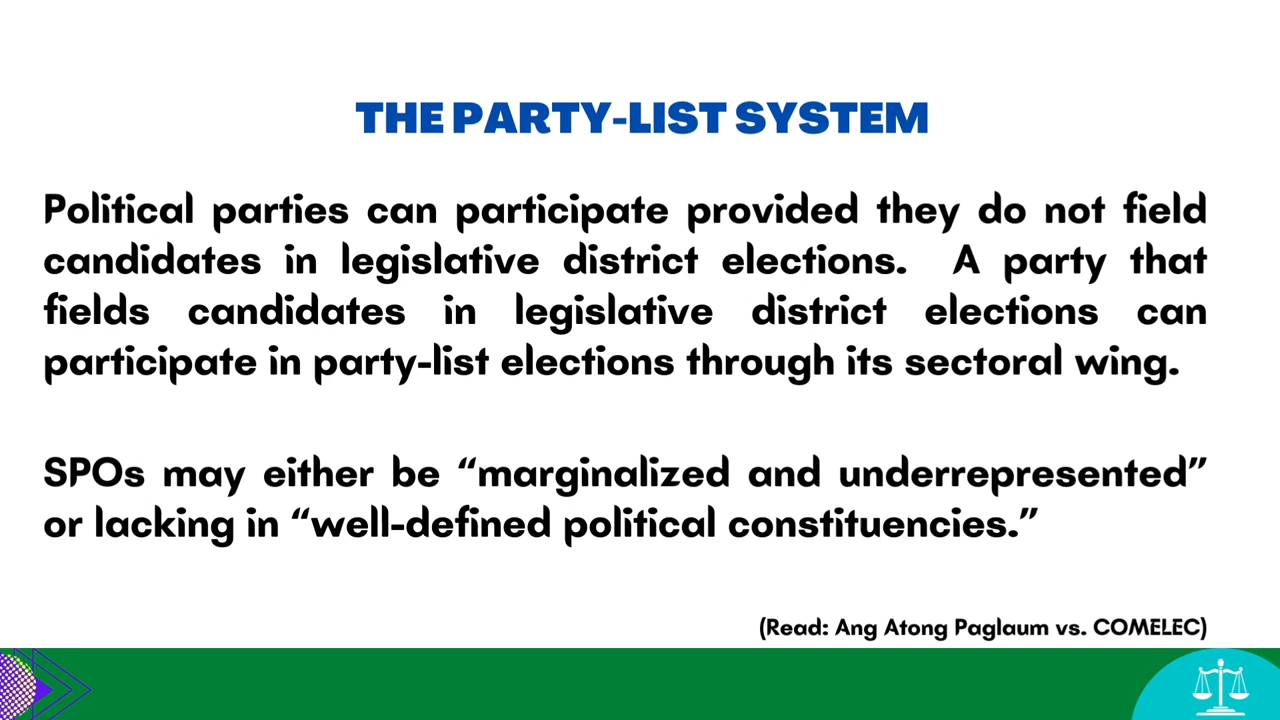 THE PARTY-LIST SYSTEM
Political parties can participate provided they do not field
candidates in legislative district elections. A party that
fields candidates in legislative district elections can
participate in party-list elections through its sectoral wing.
SPOs may either be “marginalized and underrepresented”
or lacking in “well-defined political constituencies.”
(Read: Ang Atong Paglaum vs. COMELEC)